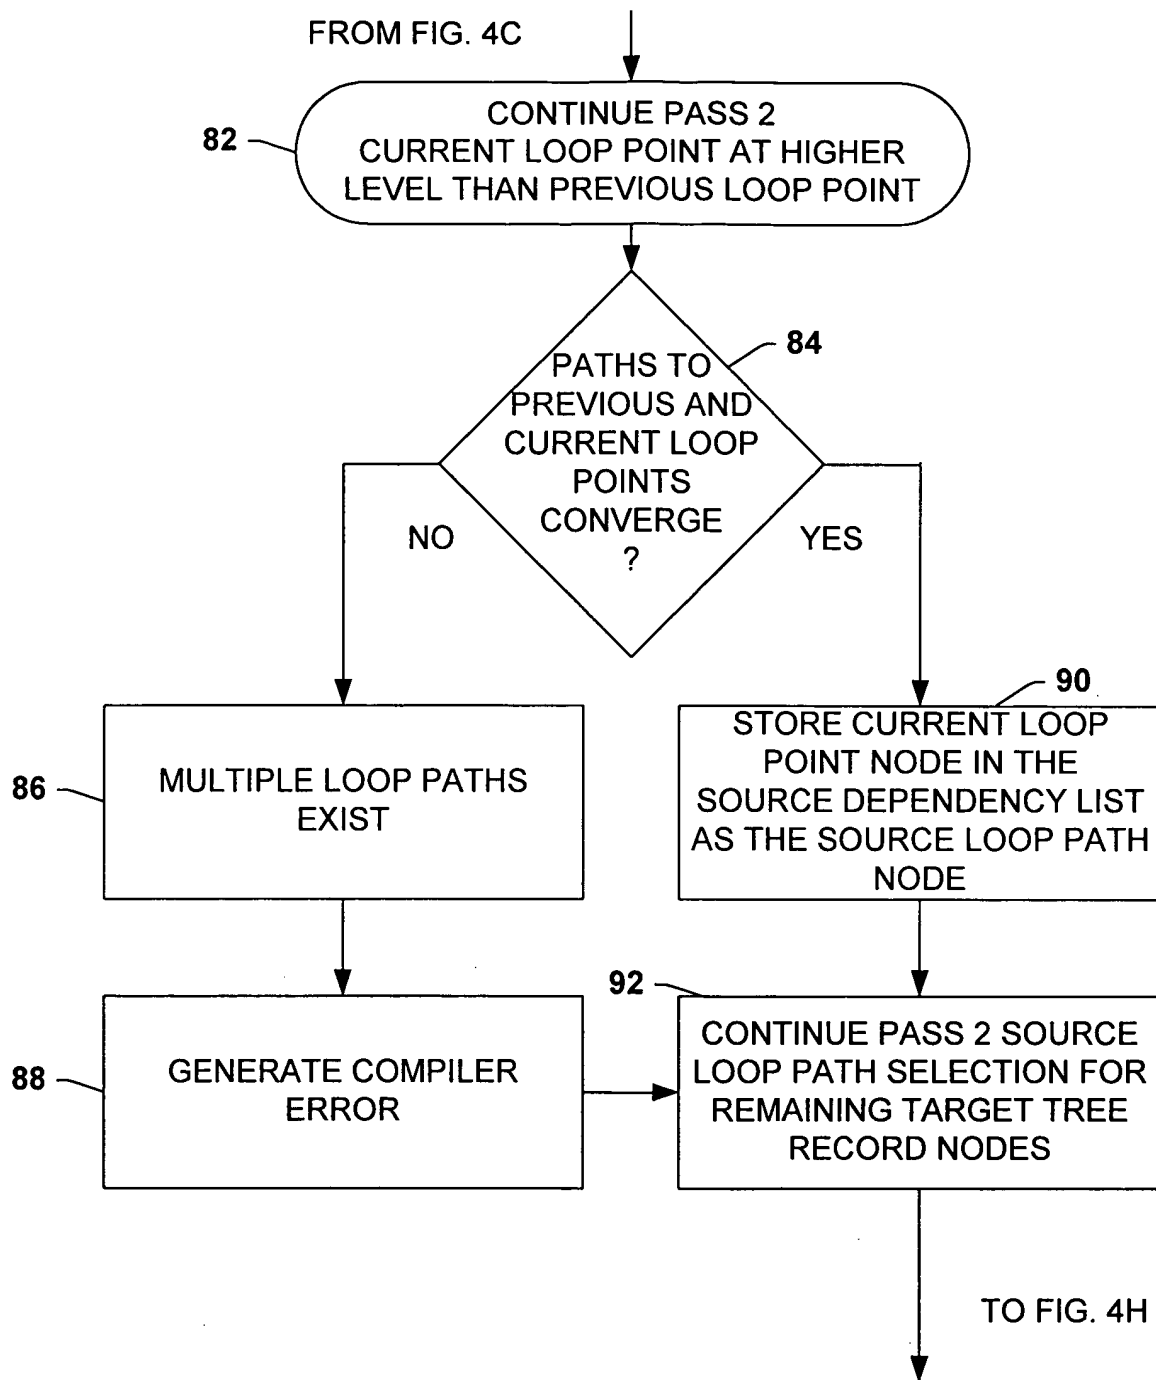 FROM FIG. 4C
82
CONTINUE PASS 2
CURRENT LOOP POINT AT HIGHER
LEVEL THAN PREVIOUS LOOP POINT
84
PATHS TO
PREVIOUS AND
CURRENT LOOP
POINTS
CONVERGE
?
NO
YES
86
MULTIPLE LOOP PATHS
EXIST
90
STORE CURRENT LOOP
POINT NODE IN THE
SOURCE DEPENDENCY LIST
AS THE SOURCE LOOP PATH
NODE
88
GENERATE COMPILER
ERROR
92
CONTINUE PASS 2 SOURCE
LOOP PATH SELECTION FOR
REMAINING TARGET TREE
RECORD NODES
TO FIG. 4H